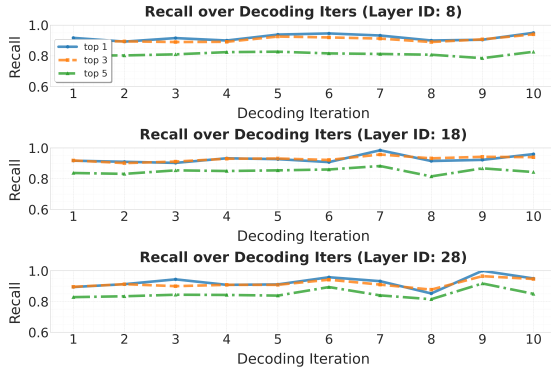 Recall over Decoding Iters (Layer ID: 8)
1.0
0.8
0.6
Recall
top 1
top 3
top 5
1 2 3 4 5 6 7 8 9 10
Decoding Iteration
Recall over Decoding Iters (Layer ID: 18)
1.0
0.8
0.6
Recall
1 2 3 4 5 6 7 8 9 10
Decoding Iteration
Recall over Decoding Iters (Layer ID: 28)
1.0
0.8
0.6
Recall
1 2 3 4 5 6 7 8 9 10
Decoding Iteration